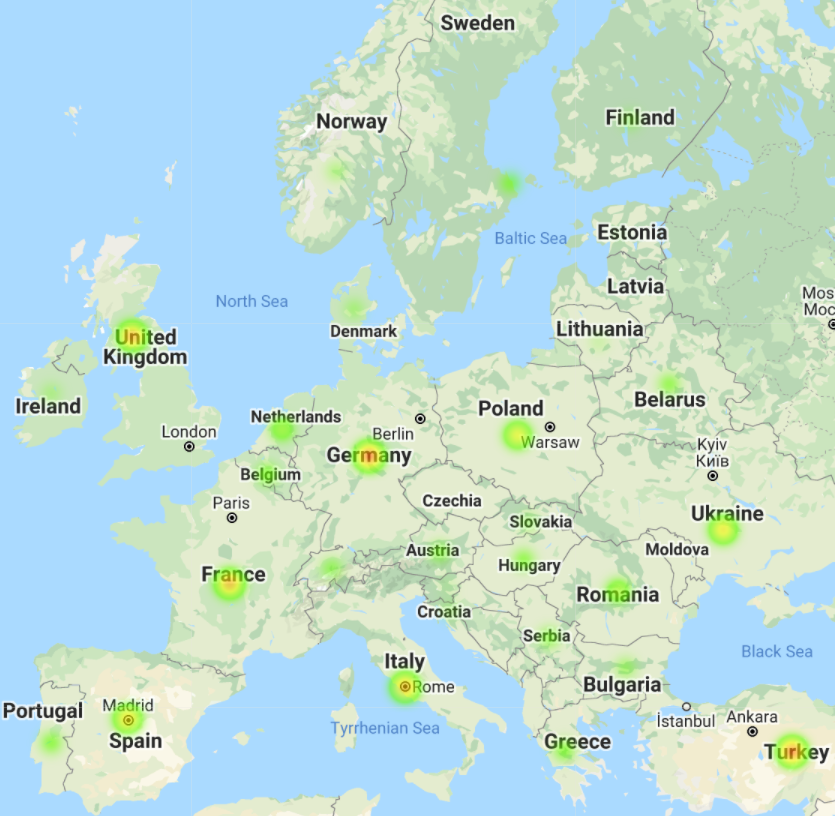 Sweden
Finland
Norway
Estonia
Baltic Sea
Latvia
Mos
Мос
North Sea
Denmark
Lithuania
United
Kingdom
Ireland
Belarus
Netherlands
Poland
London
Berlin
Warsaw
Germany
Kyiv
Київ
Belgium
Paris
Czechia
Ukraine
Slovakia
Austria
Moldova
Hungary
France
Romania
Croatia
Serbia
Black Sea
Italy
Bulgaria
Rome
Portugal
Madrid
İstanbul
Ankara
Tyrrhenian Sea
Spain
Greece
Turkey